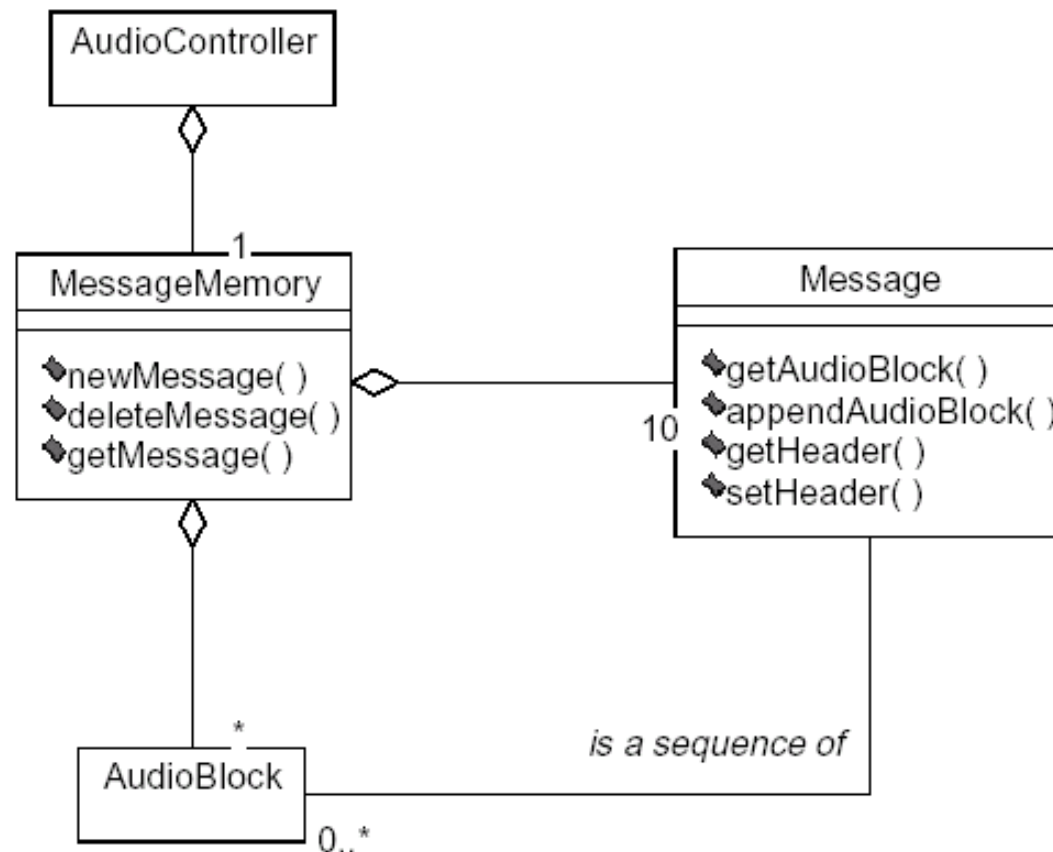 AudioController
1
MessageMemory
newMessage( )
deleteMessage( )
getMessage( )
Message
getAudioBlock( )
appendAudioBlock( )
getHeader( )
setHeader( )
10
is a sequence of
*
AudioBlock
0..*